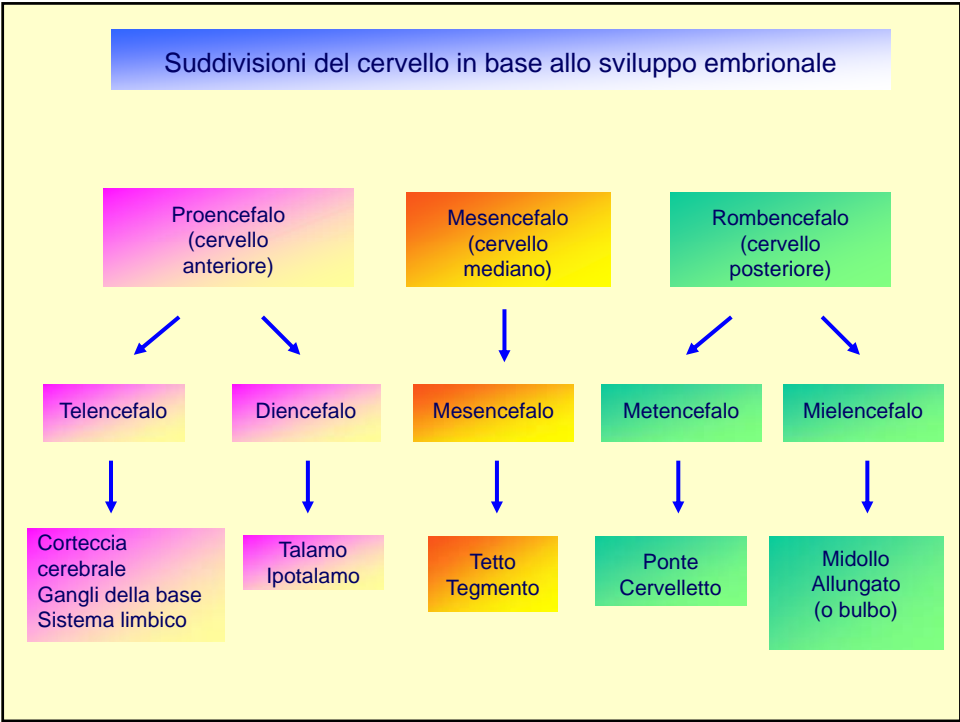 Suddivisioni del cervello in base allo sviluppo embrionale
Proencefalo
(cervello
anteriore)
Mesencefalo
(cervello
mediano)
Rombencefalo
(cervello
posteriore)
Telencefalo
Diencefalo
Mesencefalo
Metencefalo
Mielencefalo
Corteccia
cerebrale
Gangli della base
Sistema limbico
Talamo
Ipotalamo
Tetto
Tegmento
Ponte
Cervelletto
Midollo
Allungato
(o bulbo)